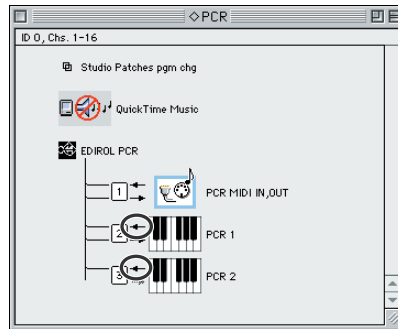 ◇PCR
ID 0, Chs. 1-16
Studio Patches pgm chg
QuickTime Music
EDIROL PCR
1
PCR MIDI IN,OUT
2
PCR 1
3
PCR 2